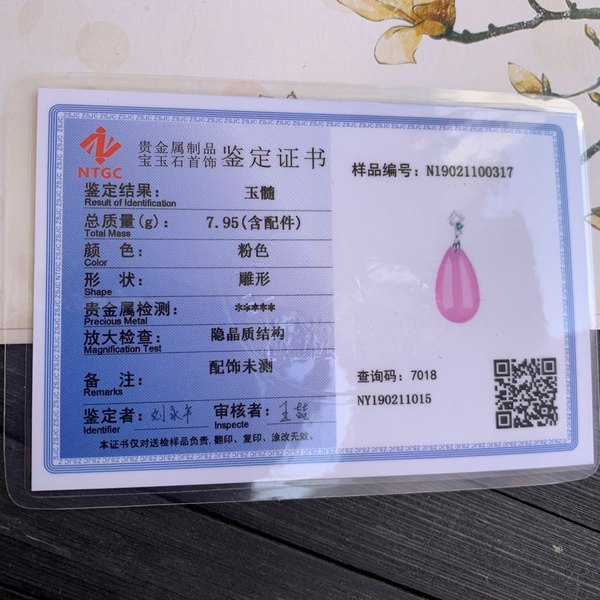 NTGC
贵金属制品
宝玉石首饰 鉴定证书
鉴定结果: 玉髓
Result of Identification
总质量(g): 7.95(含配件)
Total Mass
颜 色: 粉色
Color
形 状: 雕形
Shape
贵金属检测: *****
Precious Metal
放大检查: 隐晶质结构
Magnification Test
备 注: 配饰未测
Remarks
鉴定者: 审核者:
Identifier Inspecte
本证书仅对送检样品负责,翻印、复印、涂改无效。
样品编号: N19021100317
查询码: 7018
NY190211015